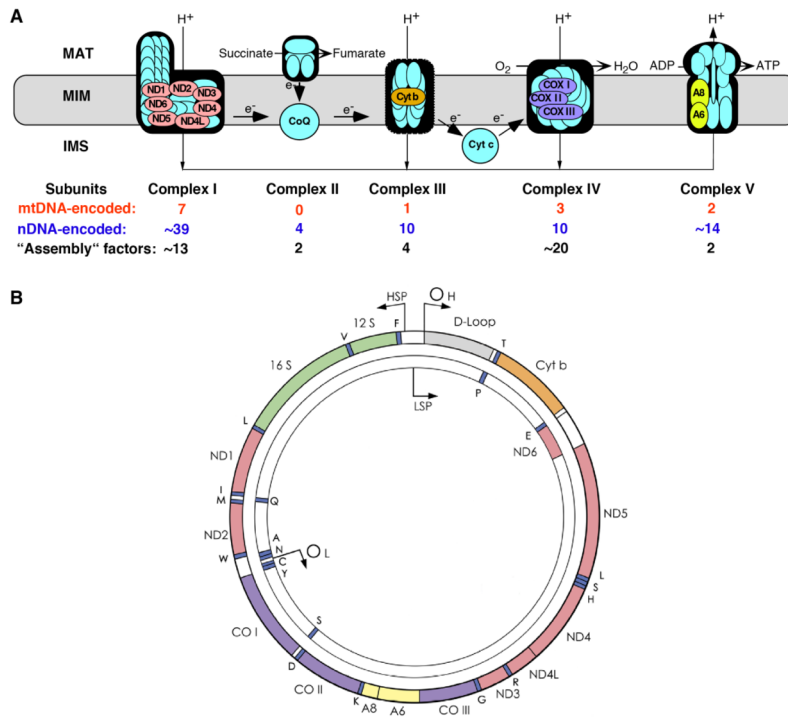 A
H+ H+ H+ H+
MAT
Succinate Fumarate
O2 H2O
ADP ATP
MIM
ND1 ND2 ND3
ND6 ND4
ND5 ND4L
e-
e-
CoQ
e-
Cyt b
e-
Cyt c
e-
COX I
COX II
COX III
A8
A6
IMS
Subunits Complex I Complex II Complex III Complex IV Complex V
mtDNA-encoded: 7 0 1 3 2
nDNA-encoded: ~39 4 10 10 ~14
“Assembly“ factors: ~13 2 4 ~20 2
B
HSP
O H
D-Loop
T
Cyt b
12 S F
V
16 S
L
ND1
I
M
ND2
W
CO I
D
CO II
K
A8
A6
CO III
G
ND3
R
ND4L
ND4
H
S
L
ND5
LSP
P
E
ND6
Q
A
N
C
Y
O L
S